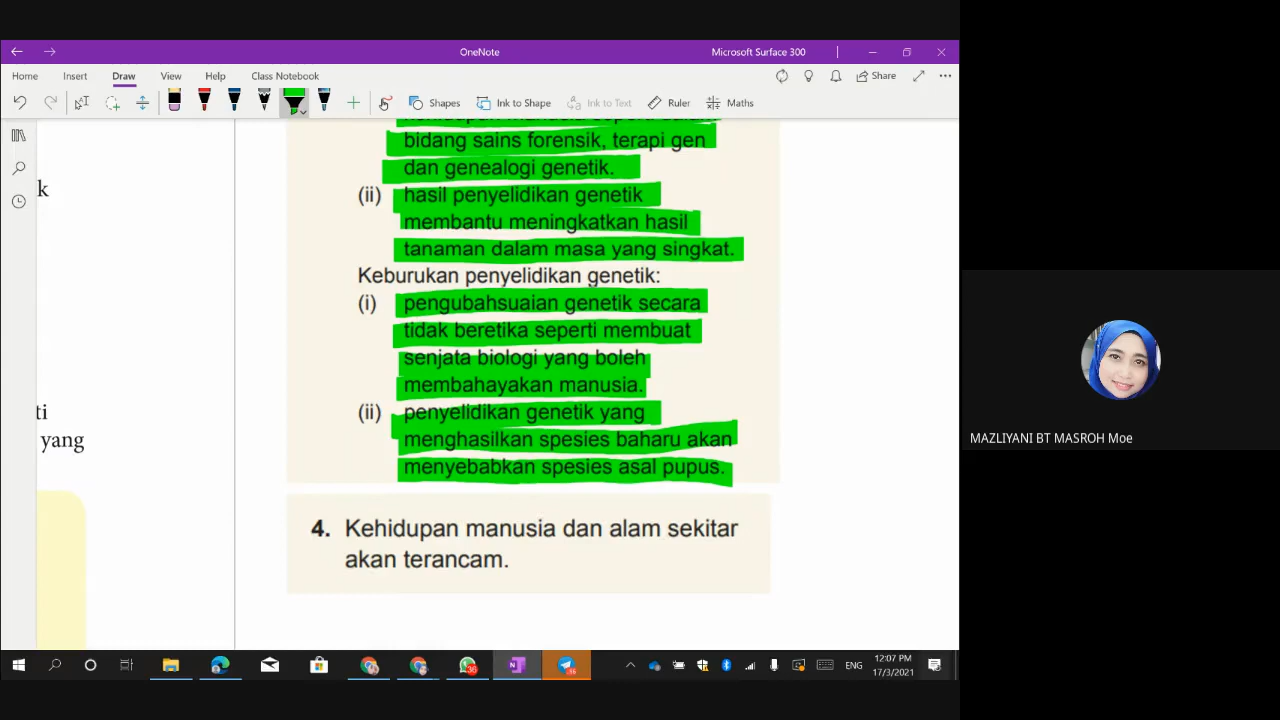 OneNote
Microsoft Surface 300
Home Insert Draw View Help Class Notebook
Share
Shapes Ink to Shape Ink to Text Ruler Maths
bidang sains forensik, terapi gen
dan genealogi genetik.
(ii) hasil penyelidikan genetik
membantu meningkatkan hasil
tanaman dalam masa yang singkat.
Keburukan penyelidikan genetik:
(i) pengubahsuaian genetik secara
tidak beretika seperti membuat
senjata biologi yang boleh
membahayakan manusia.
(ii) penyelidikan genetik yang
menghasilkan spesies baharu akan
menyebabkan spesies asal pupus.
4. Kehidupan manusia dan alam sekitar
akan terancam.
k
ti
yang
MAZLIYANI BT MASROH Moe
36
ENG
12:07 PM
17/3/2021